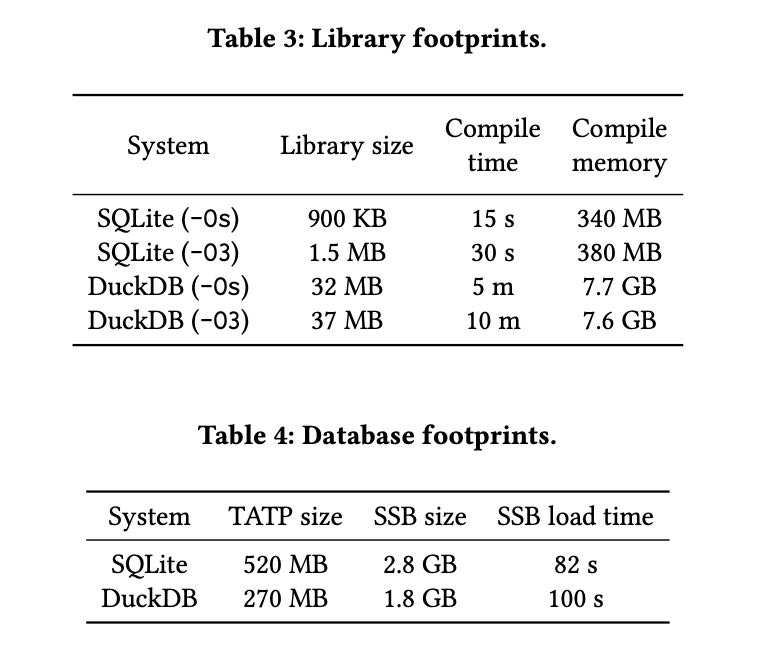 Table 3: Library footprints.
System Library size Compile time Compile memory
SQLite (-Os) 900 KB 15 s 340 MB
SQLite (-O3) 1.5 MB 30 s 380 MB
DuckDB (-Os) 32 MB 5 m 7.7 GB
DuckDB (-O3) 37 MB 10 m 7.6 GB
Table 4: Database footprints.
System TATP size SSB size SSB load time
SQLite 520 MB 2.8 GB 82 s
DuckDB 270 MB 1.8 GB 100 s